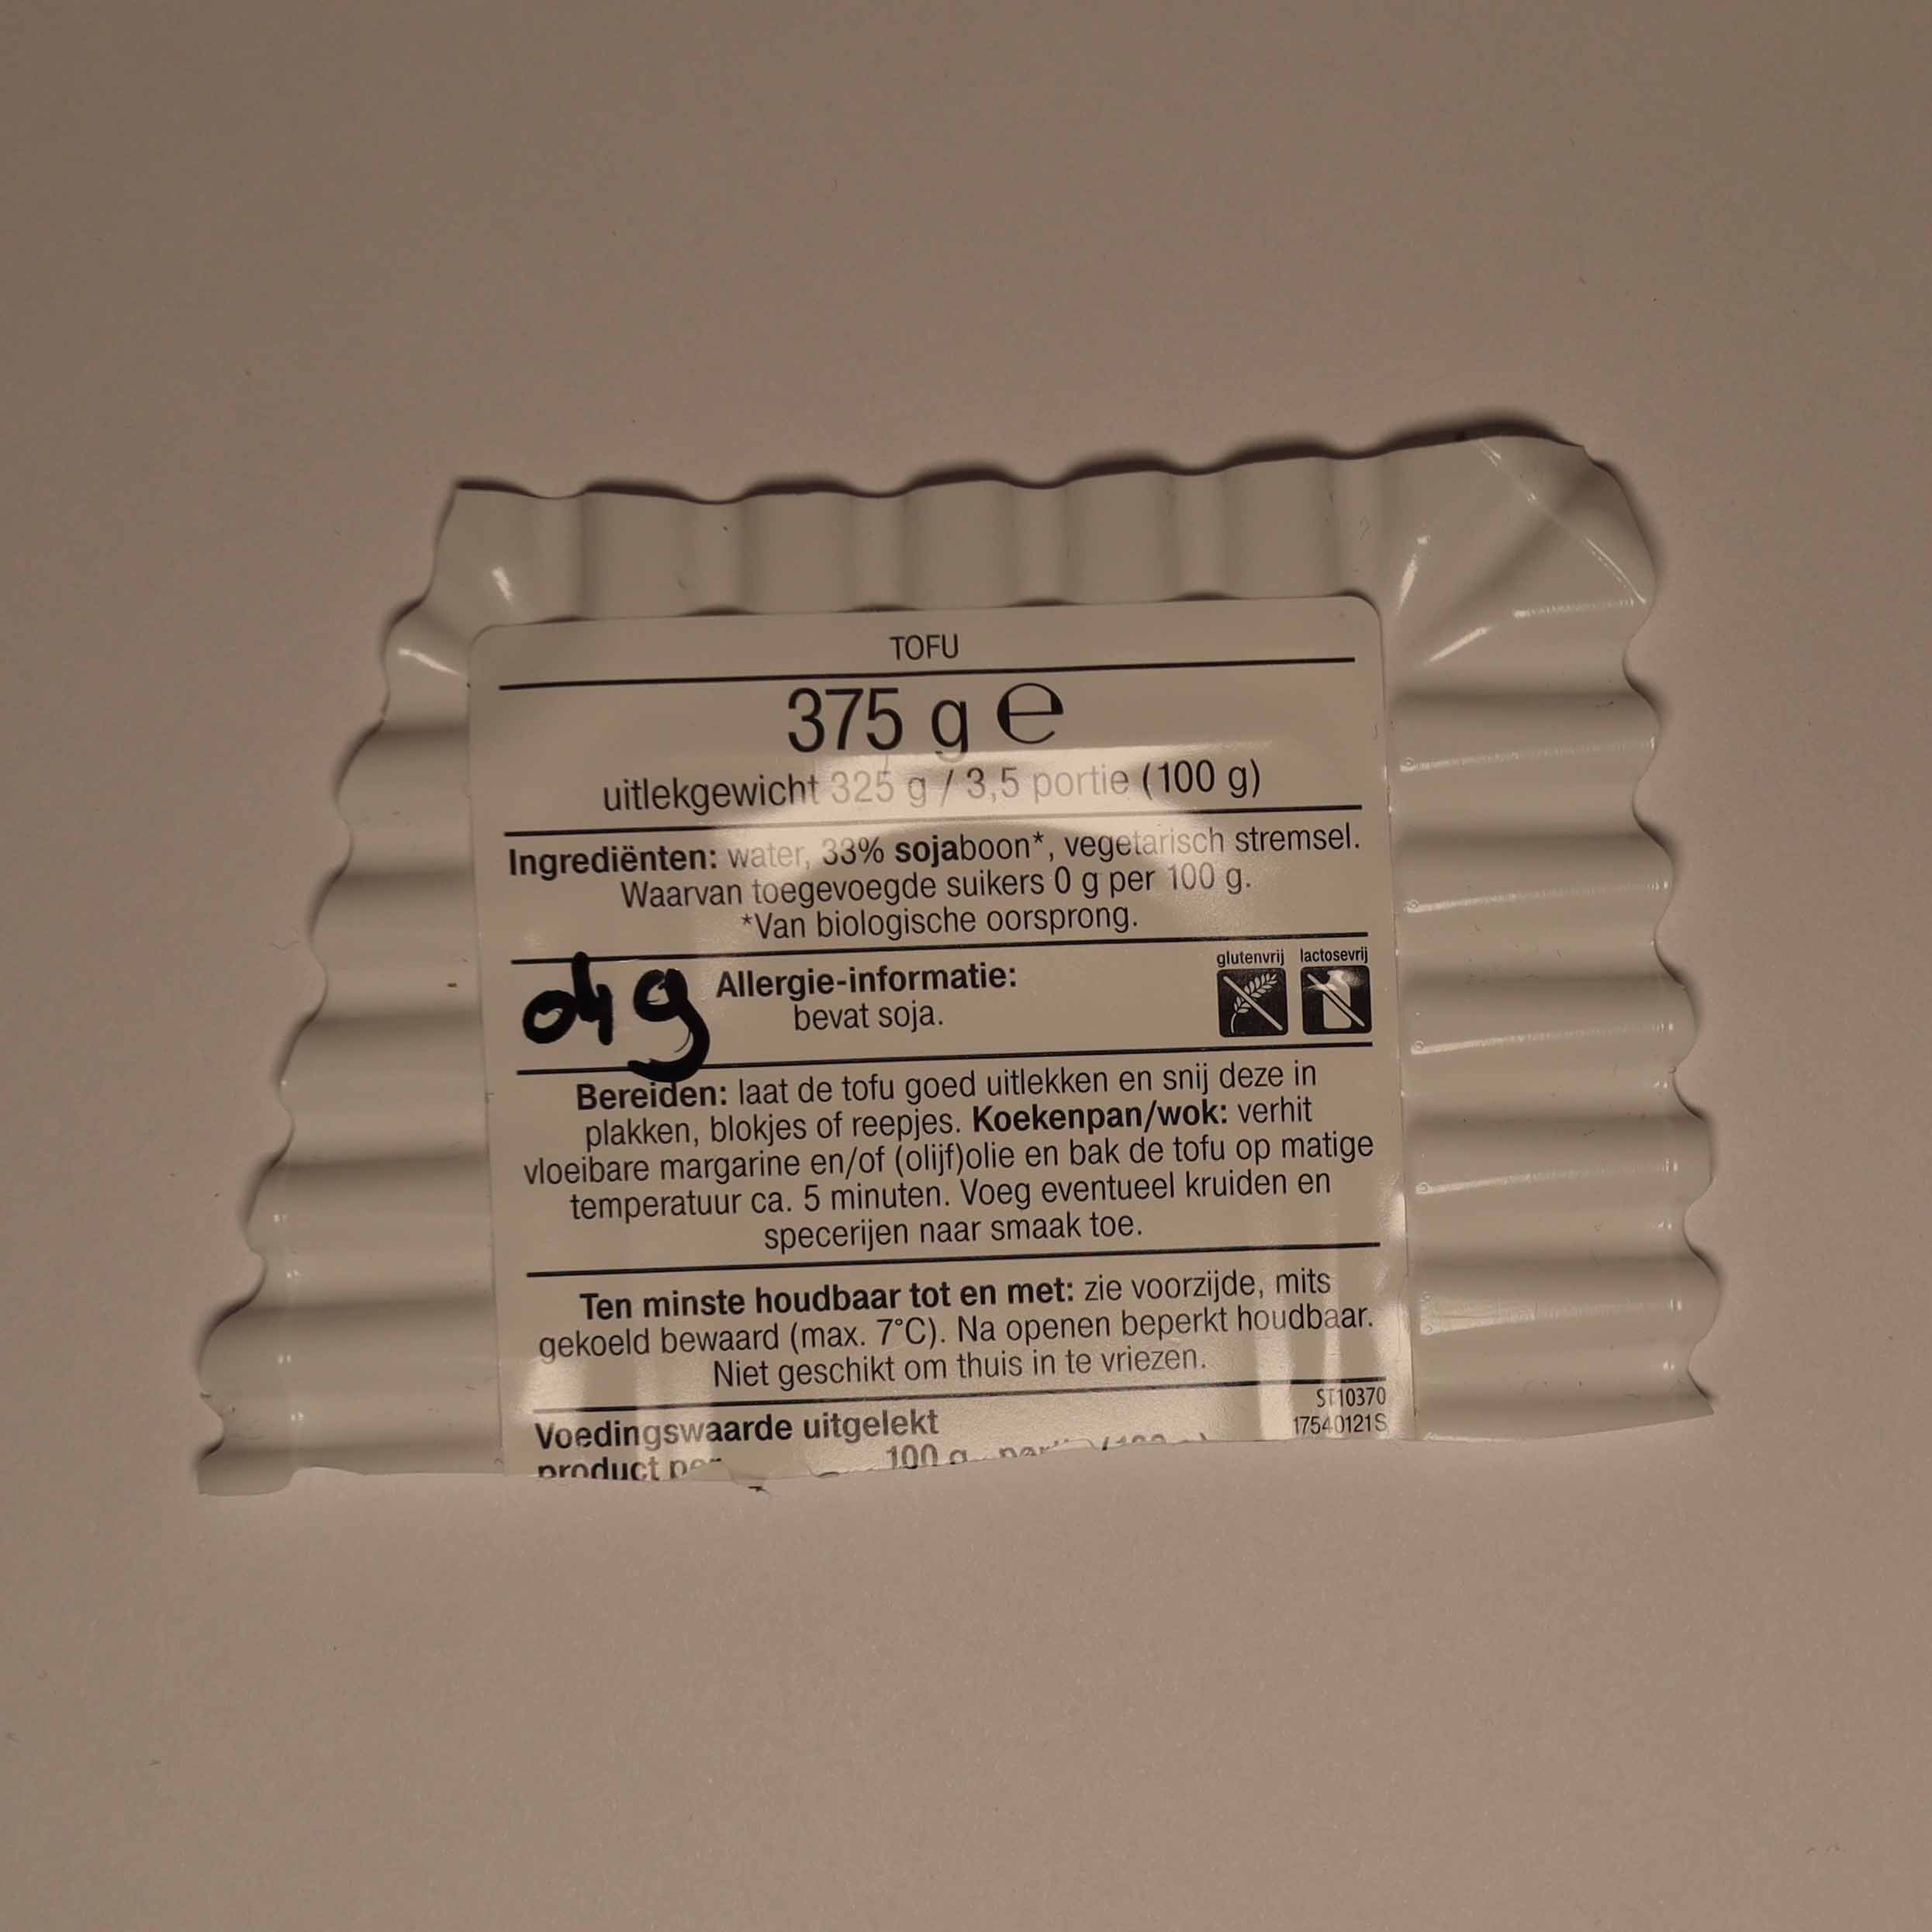 TOFU
375 g ℮
uitlekgewicht 325 g / 3,5 portie (100 g)
Ingrediënten: water, 33% sojaboon*, vegetarisch stremsel.
Waarvan toegevoegde suikers 0 g per 100 g.
*Van biologische oorsprong.
glutenvrij lactosevrij
Allergie-informatie:
bevat soja.
Bereiden: laat de tofu goed uitlekken en snij deze in
plakken, blokjes of reepjes. Koekenpan/wok: verhit
vloeibare margarine en/of (olijf)olie en bak de tofu op matige
temperatuur ca. 5 minuten. Voeg eventueel kruiden en
specerijen naar smaak toe.
Ten minste houdbaar tot en met: zie voorzijde, mits
gekoeld bewaard (max. 7°C). Na openen beperkt houdbaar.
Niet geschikt om thuis in te vriezen.
ST10370
17540121S
Voedingswaarde uitgelekt
product 100 g